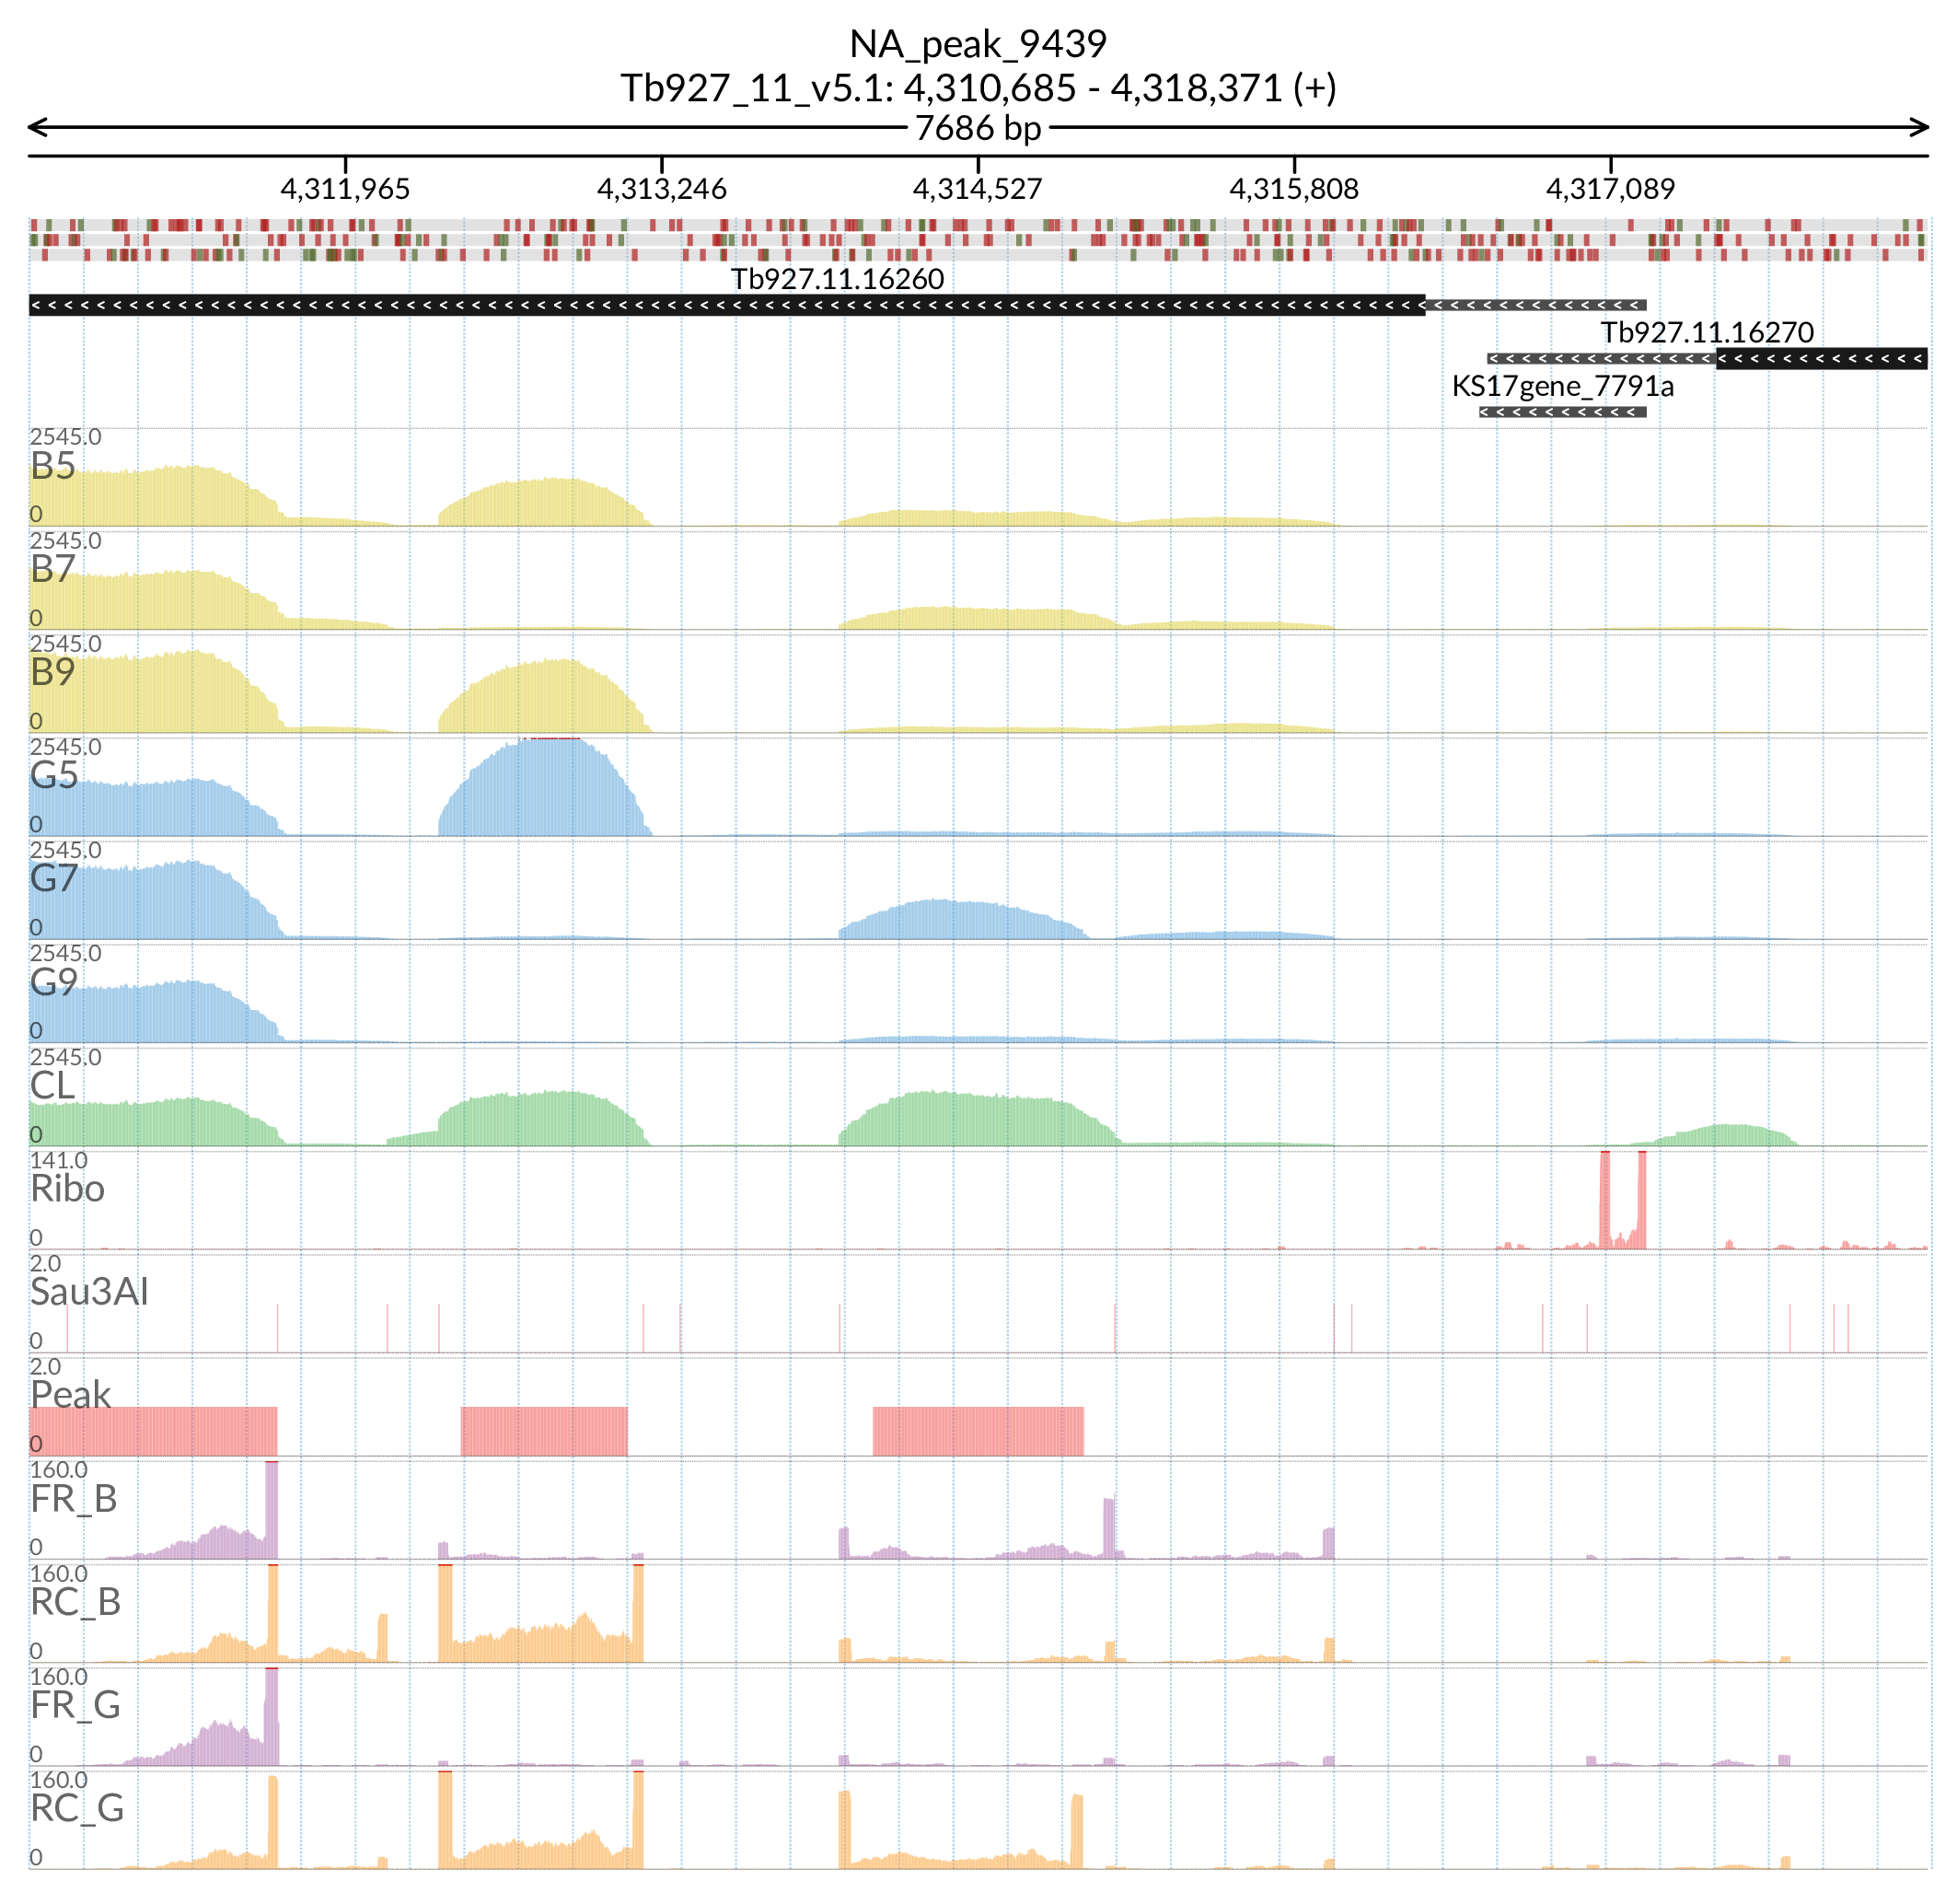 NA_peak_9439
Tb927_11_v5.1: 4,310,685 - 4,318,371 (+)
7686 bp
4,311,965 4,313,246 4,314,527 4,315,808 4,317,089
Tb927.11.16260
Tb927.11.16270
KS17gene_7791a
2545.0
B5
0
2545.0
B7
0
2545.0
B9
0
2545.0
G5
0
2545.0
G7
0
2545.0
G9
0
2545.0
CL
0
141.0
Ribo
0
2.0
Sau3AI
0
2.0
Peak
0
160.0
FR_B
0
160.0
RC_B
0
160.0
FR_G
0
160.0
RC_G
0